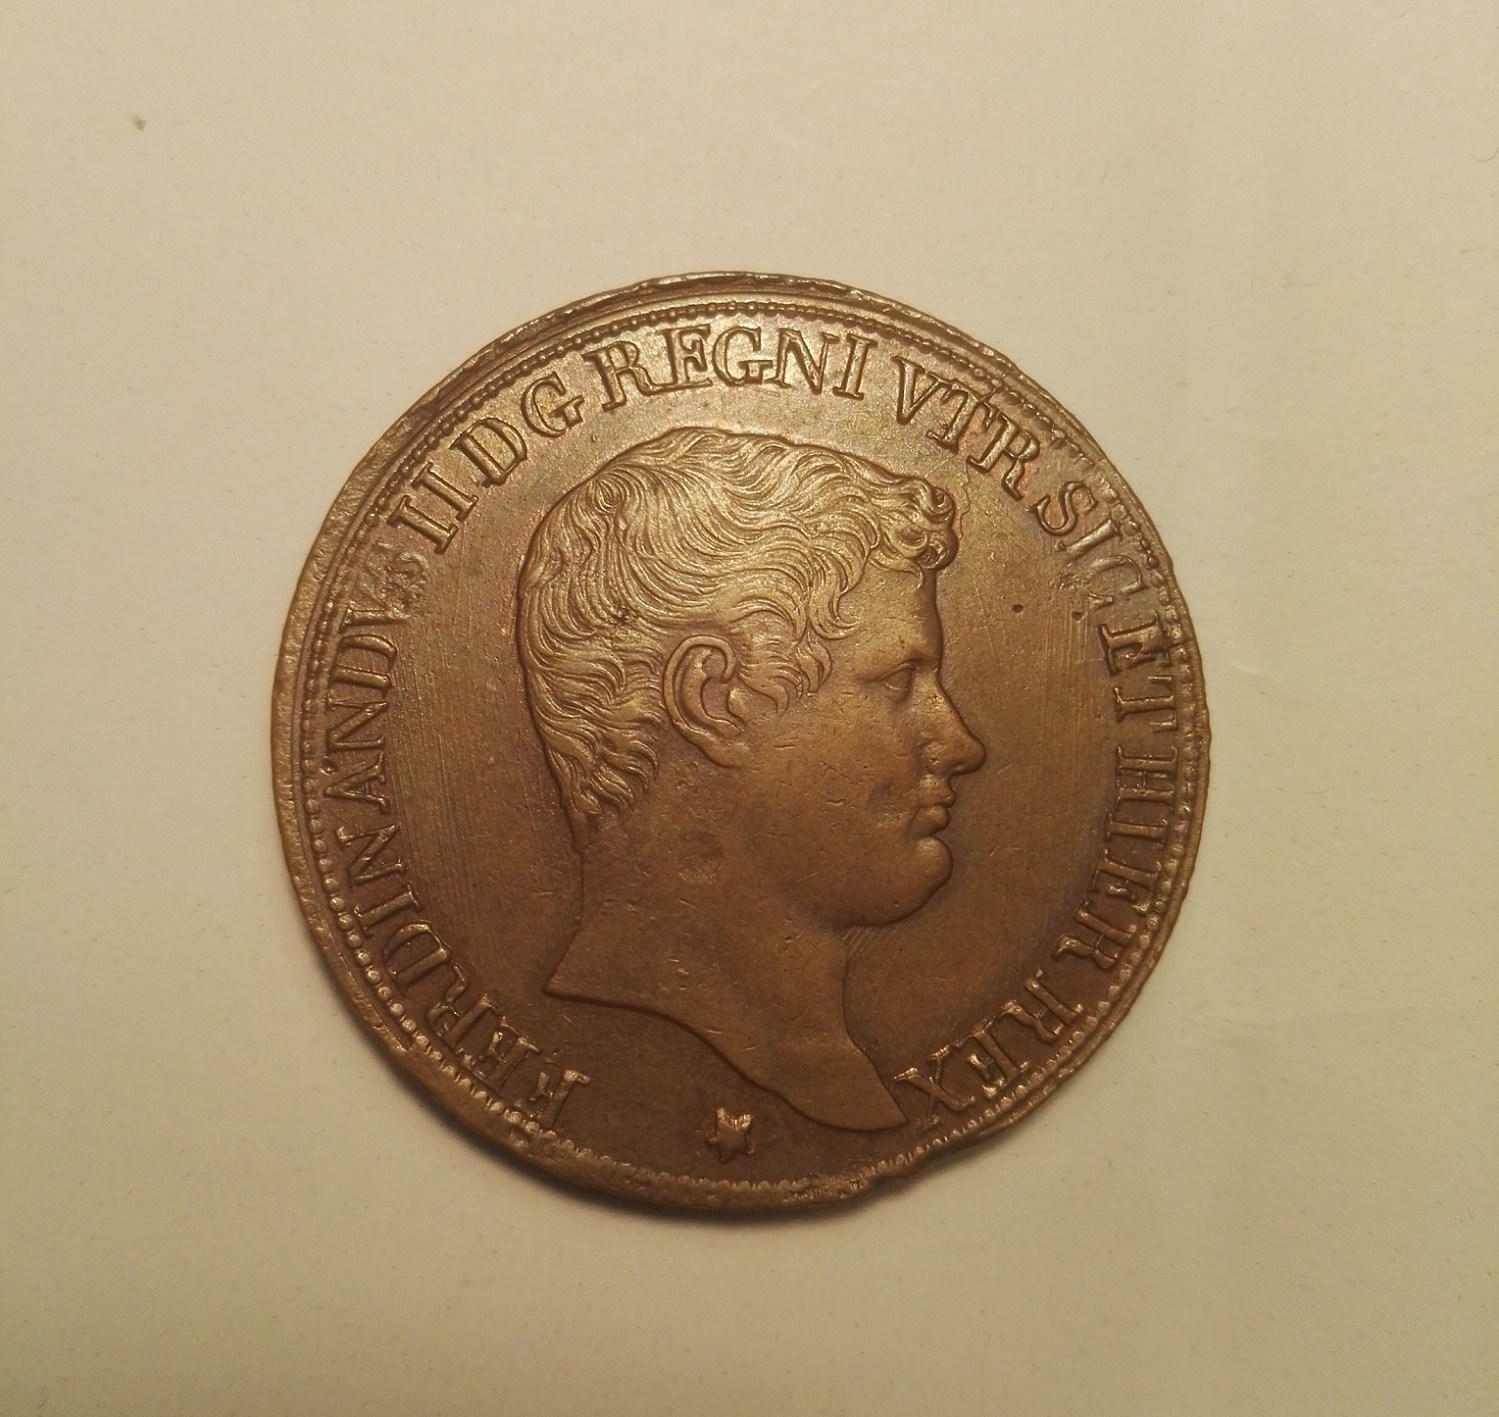 FERDINANDVS II D G REGNI VTR SIC ET HIER REX